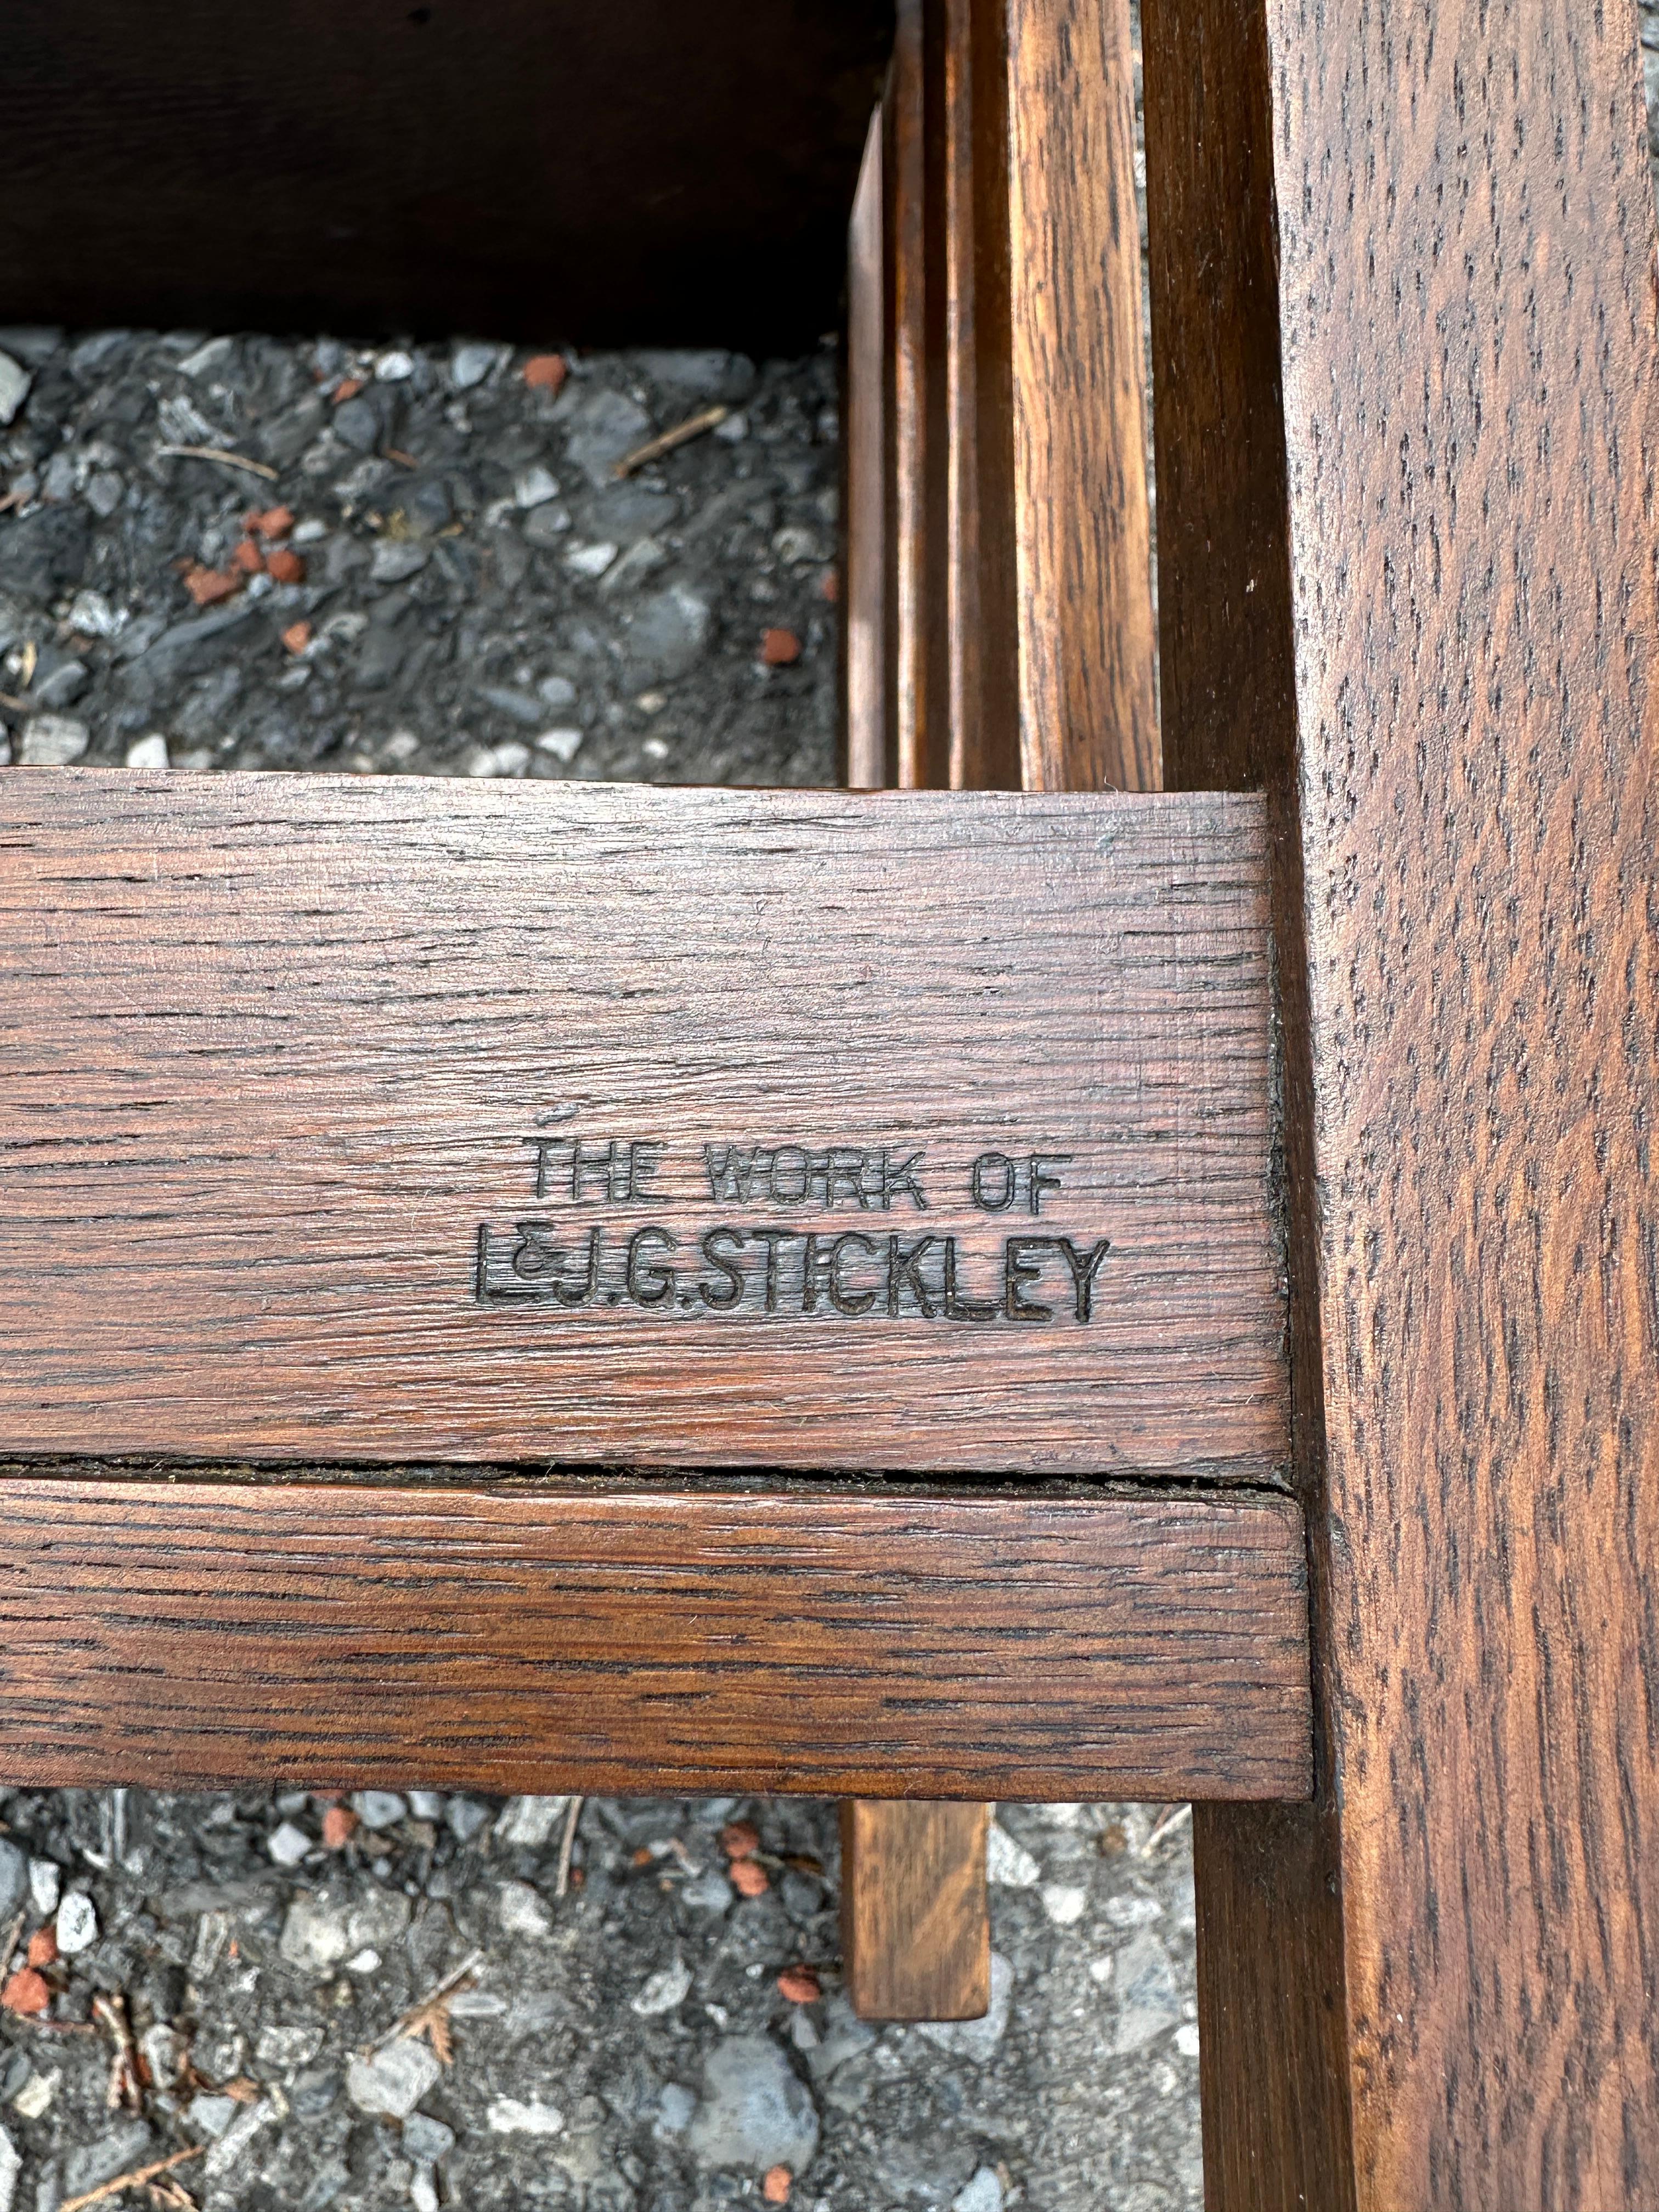 THE WORK OF
L.&J.G.STICKLEY